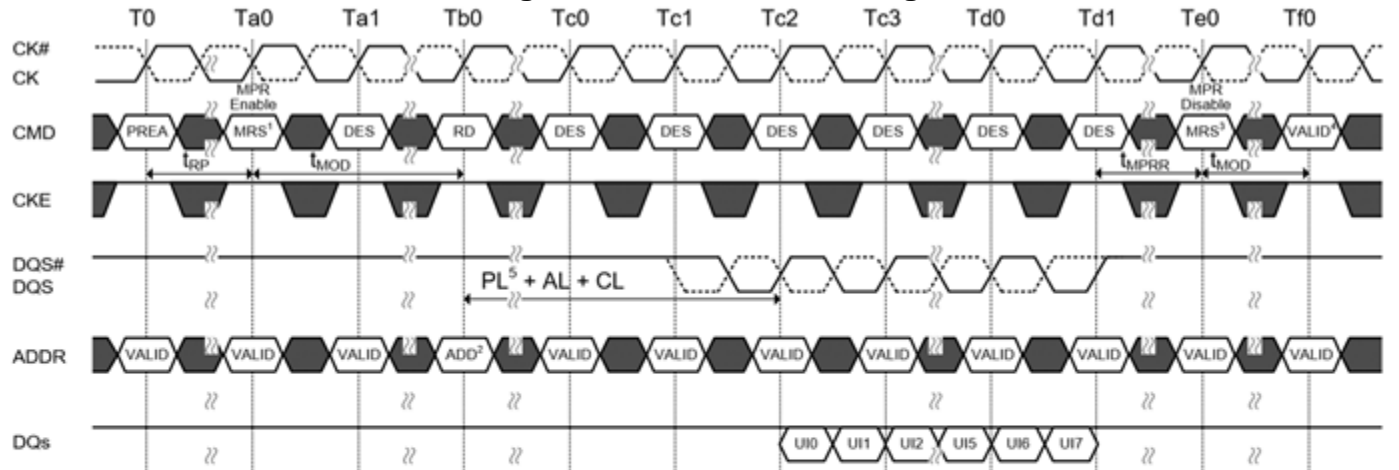 T0 Ta0 Ta1 Tb0 Tc0 Tc1 Tc2 Tc3 Td0 Td1 Te0 Tf0
CK#
CK
MPR Enable MPR Disable
CMD PREA MRS¹ DES RD DES DES DES DES DES DES MRS³ VALID⁴
tRP tMOD tMPRR tMOD
CKE
DQS#
DQS
PL⁵ + AL + CL
ADDR VALID VALID VALID ADD² VALID VALID VALID VALID VALID VALID VALID VALID
DQs UI0 UI1 UI2 UI5 UI6 UI7